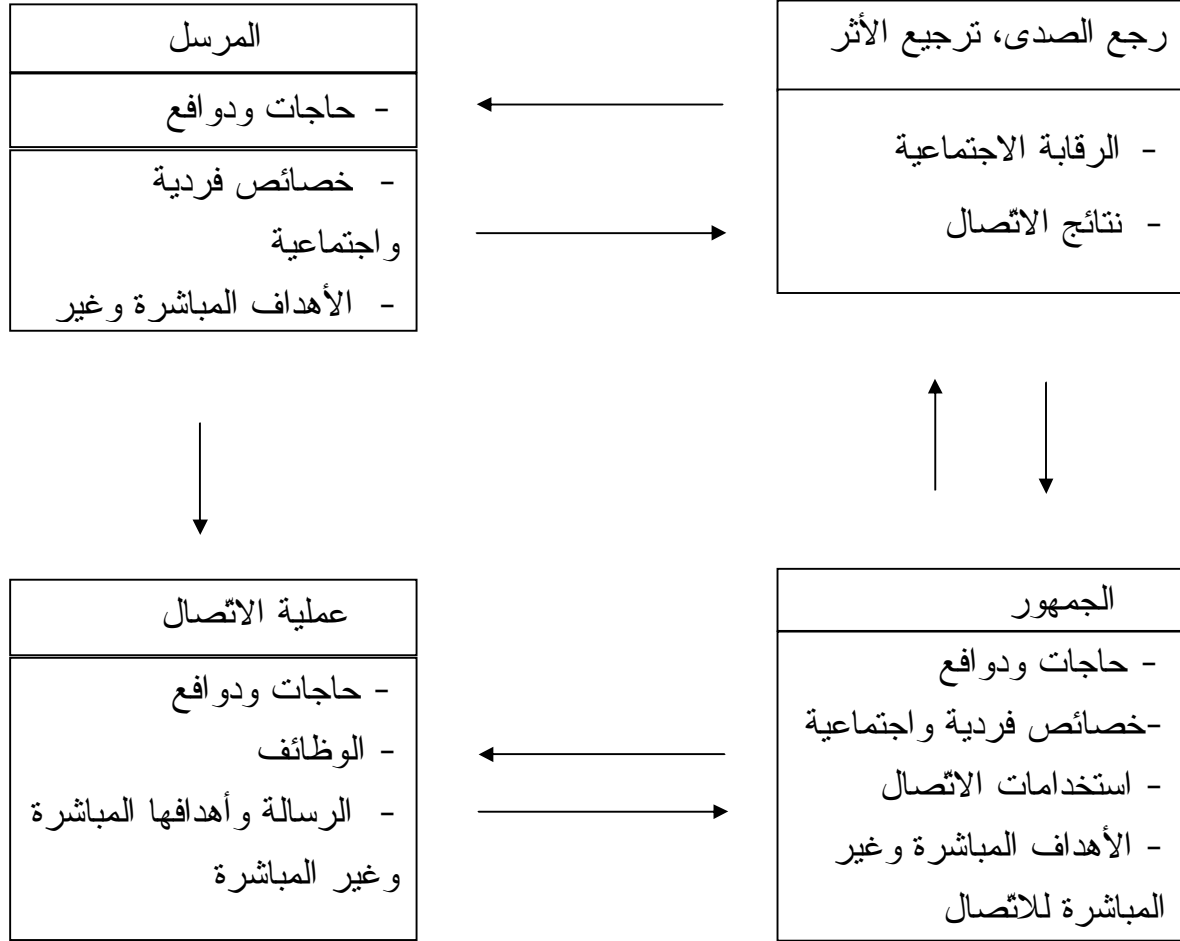 رجع الصدى، ترجيع الأثر
- الرقابة الاجتماعية
- نتائج الاتّصال
المرسل
- حاجات ودوافع
- خصائص فردية
واجتماعية
- الأهداف المباشرة وغير
الجمهور
- حاجات ودوافع
-خصائص فردية واجتماعية
- استخدامات الاتّصال
- الأهداف المباشرة وغير
المباشرة للاتّصال
عملية الاتّصال
- حاجات ودوافع
- الوظائف
- الرسالة وأهدافها المباشرة
وغير المباشرة